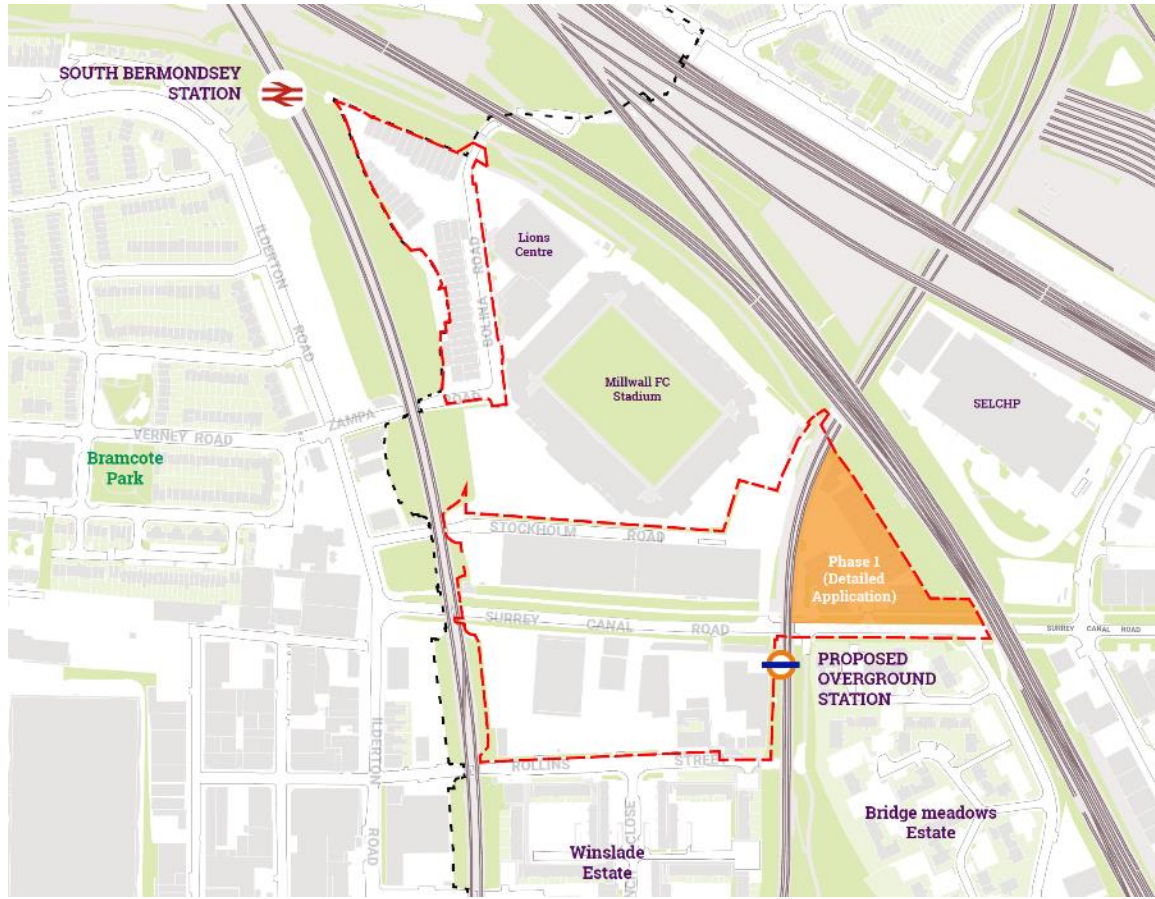 SOUTH BERMONDSEY
STATION
ILDERTON
ROAD
Lions
Centre
BOLINA ROAD
Millwall FC
Stadium
SELCHP
ZAMPA ROAD
VERNEY ROAD
Bramcote
Park
STOCKHOLM ROAD
Phase 1
(Detailed
Application)
SURREY CANAL ROAD
SURREY CANAL ROAD
PROPOSED
OVERGROUND
STATION
ILDERTON
ROAD
ROLLINS STREET
Bridge meadows
Estate
Winslade
Estate
CLOSE